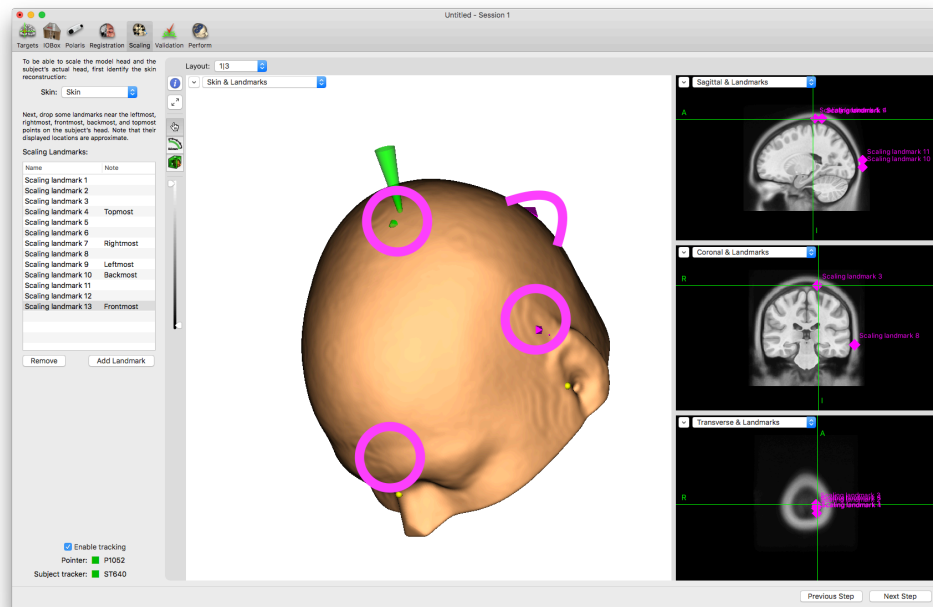 Untitled - Session 1
Targets IOBox Polaris Registration Scaling Validation Perform
To be able to scale the model head and the
subject's actual head, first identify the skin
reconstruction:
Skin: Skin
Next, drop some landmarks near the leftmost,
rightmost, frontmost, backmost, and topmost
points on the subject's head. Note that their
displayed locations are approximate.
Scaling Landmarks:
Name Note
Scaling landmark 1
Scaling landmark 2
Scaling landmark 3
Scaling landmark 4 Topmost
Scaling landmark 5
Scaling landmark 6
Scaling landmark 7 Rightmost
Scaling landmark 8
Scaling landmark 9 Leftmost
Scaling landmark 10 Backmost
Scaling landmark 11
Scaling landmark 12
Scaling landmark 13 Frontmost
Remove Add Landmark
Enable tracking
Pointer: P1052
Subject tracker: ST640
Layout: 1|3
Skin & Landmarks
Sagittal & Landmarks
A
Scaling landmark 11
Scaling landmark 10
I
Coronal & Landmarks
R
Scaling landmark 3
I
Transverse & Landmarks
A
R
Previous Step Next Step